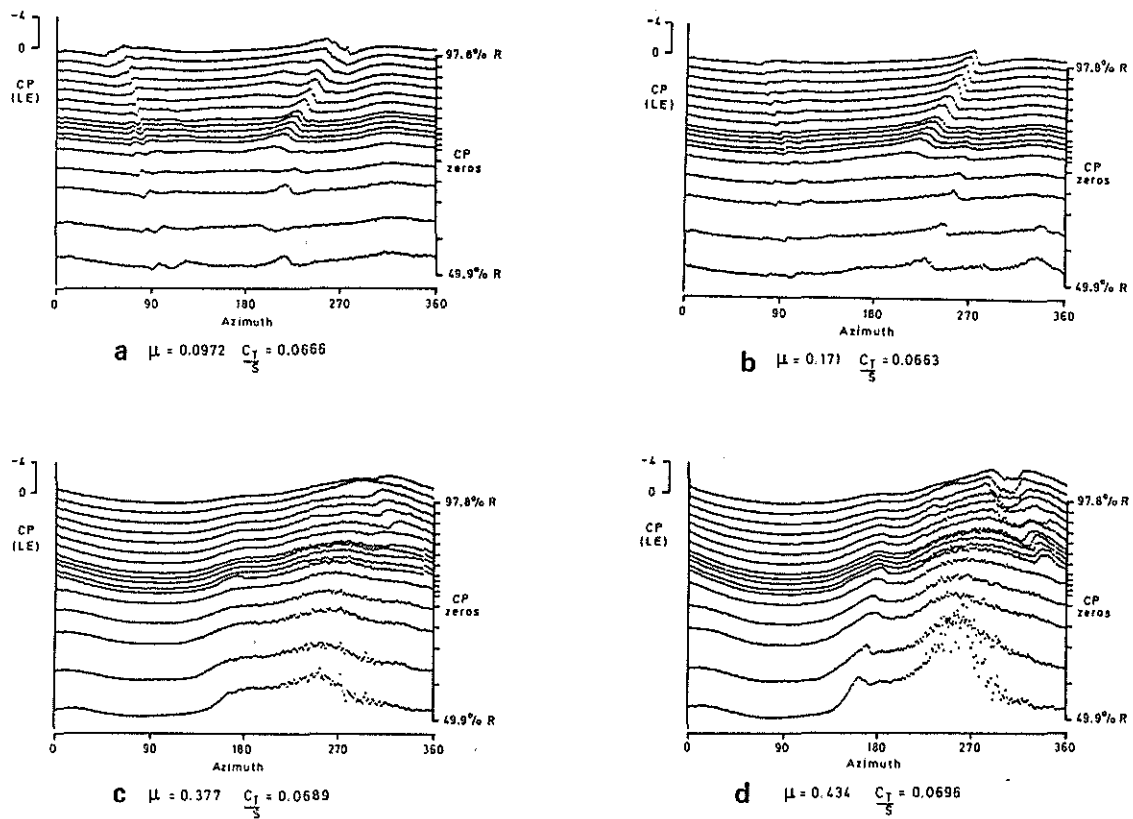 -4
0
CP
(LE)
97.8% R
CP
zeros
49.9% R
0 90 180 270 360
Azimuth
a μ = 0.0972 C_T/S = 0.0666
-4
0
CP
(LE)
97.8% R
CP
zeros
49.9% R
0 90 180 270 360
Azimuth
b μ = 0.171 C_T/S = 0.0663
-4
0
CP
(LE)
97.8% R
CP
zeros
49.9% R
0 90 180 270 360
Azimuth
c μ = 0.377 C_T/S = 0.0689
-4
0
CP
(LE)
97.8% R
CP
zeros
49.9% R
0 90 180 270 360
Azimuth
d μ = 0.434 C_T/S = 0.0696